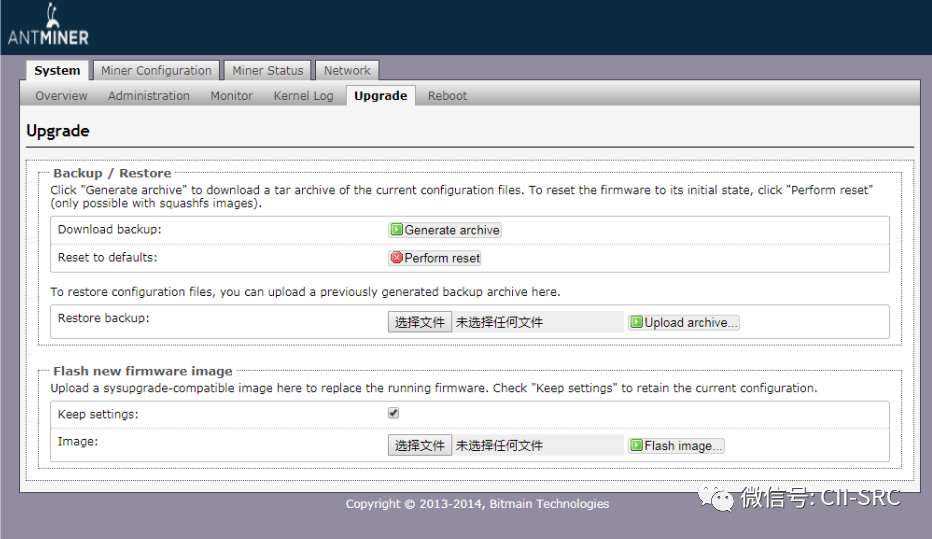 ANTMINER
System Miner Configuration Miner Status Network
Overview Administration Monitor Kernel Log Upgrade Reboot
Upgrade
Backup / Restore
Click "Generate archive" to download a tar archive of the current configuration files. To reset the firmware to its initial state, click "Perform reset"
(only possible with squashfs images).
Download backup: Generate archive
Reset to defaults: Perform reset
To restore configuration files, you can upload a previously generated backup archive here.
Restore backup: 选择文件 未选择任何文件 Upload archive...
Flash new firmware image
Upload a sysupgrade-compatible image here to replace the running firmware. Check "Keep settings" to retain the current configuration.
Keep settings:
Image: 选择文件 未选择任何文件 Flash image...
Copyright © 2013-2014, Bitmain Technologies
微信号: CII-SRC